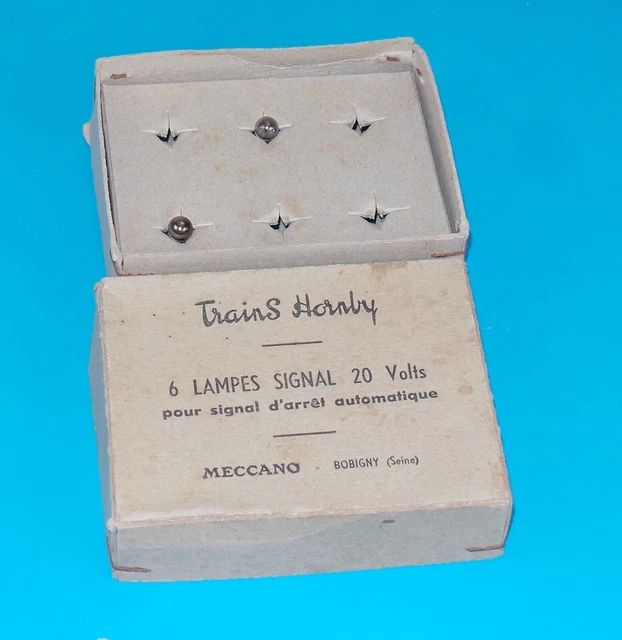 TrainS Hornby
6 LAMPES SIGNAL 20 Volts
pour signal d'arrêt automatique
MECCANO - BOBIGNY (Seine)